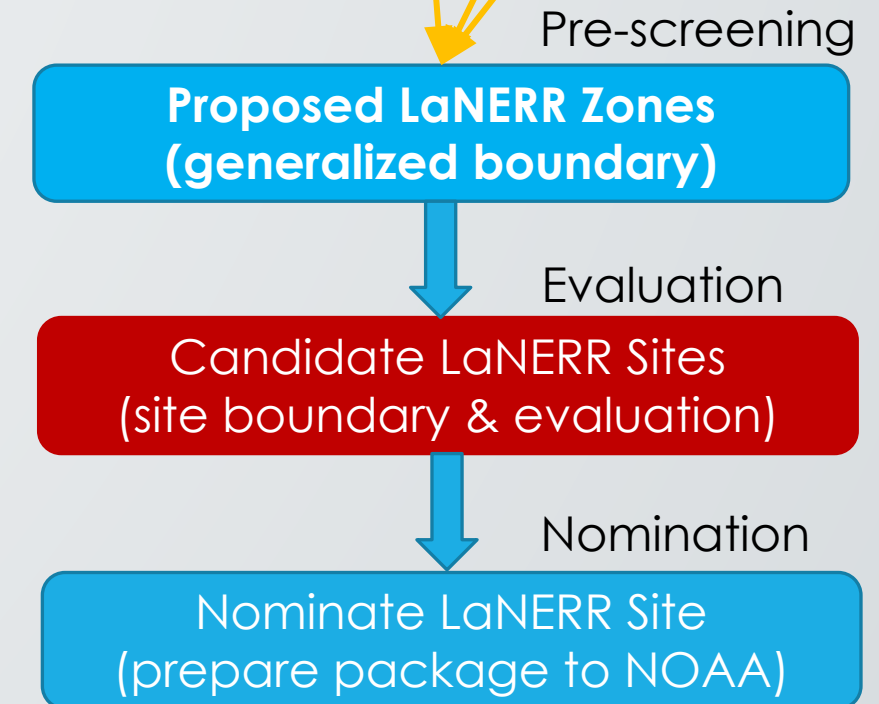 Pre-screening
Proposed LaNERR Zones
(generalized boundary)
Evaluation
Candidate LaNERR Sites
(site boundary & evaluation)
Nomination
Nominate LaNERR Site
(prepare package to NOAA)